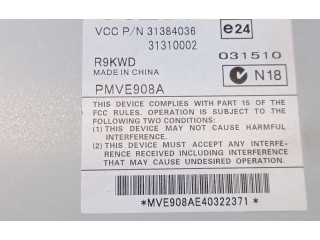 VCC P/N 31384036
31310002
e24
031510
R9KWD
MADE IN CHINA
N18
PMVE908A
THIS DEVICE COMPLIES WITH PART 15 OF THE
FCC RULES. OPERATION IS SUBJECT TO THE
FOLLOWING TWO CONDITIONS:
(1) THIS DEVICE MAY NOT CAUSE HARMFUL
INTERFERENCE.
(2) THIS DEVICE MUST ACCEPT ANY INTERFE-
RENCE RECEIVED INCLUDING INTERFERENCE
THAT MAY CAUSE UNDESIRED OPERATION.
*MVE908AE40322371*